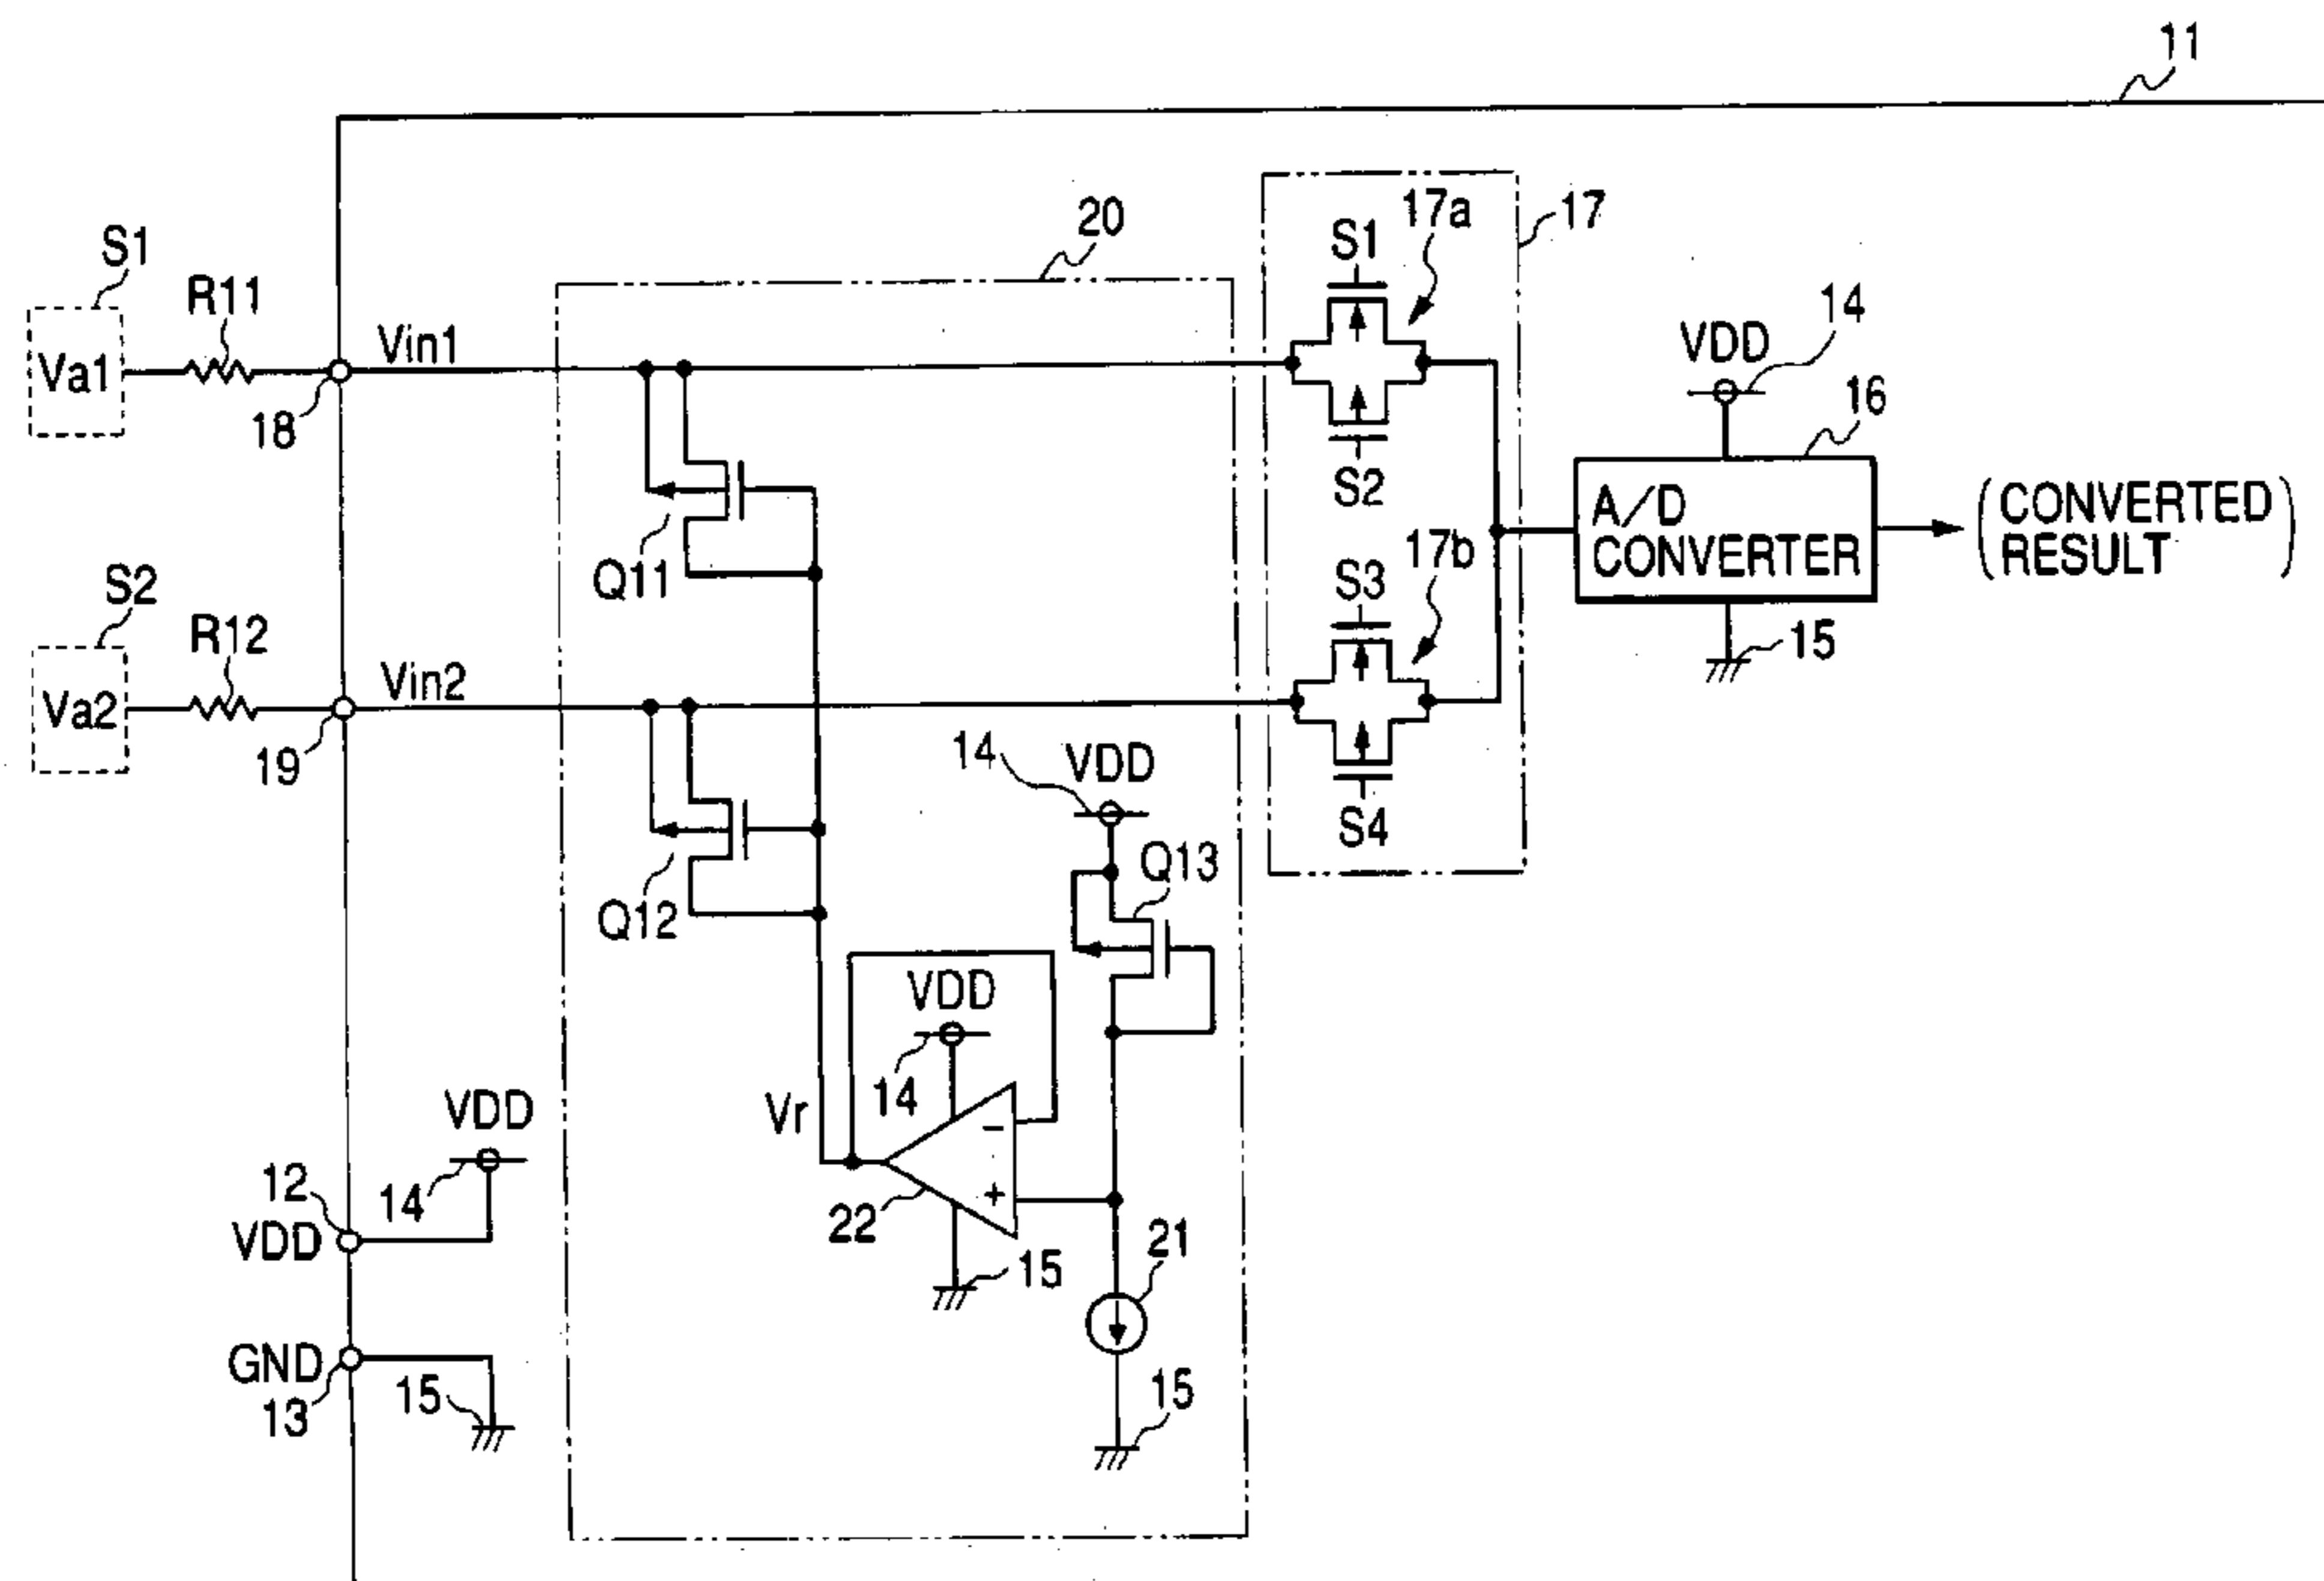 11
20
17a
17
S1
S1
R11
14
VDD
Vin1
Va1
16
18
S2
A/D
CONVERTER
(CONVERTED
RESULT)
17b
Q11
S3
S2
R12
15
Vin2
Va2
14
VDD
19
S4
Q13
Q12
VDD
14
Vr
VDD
−
12
14
+
22
21
VDD
15
GND
15
15
13